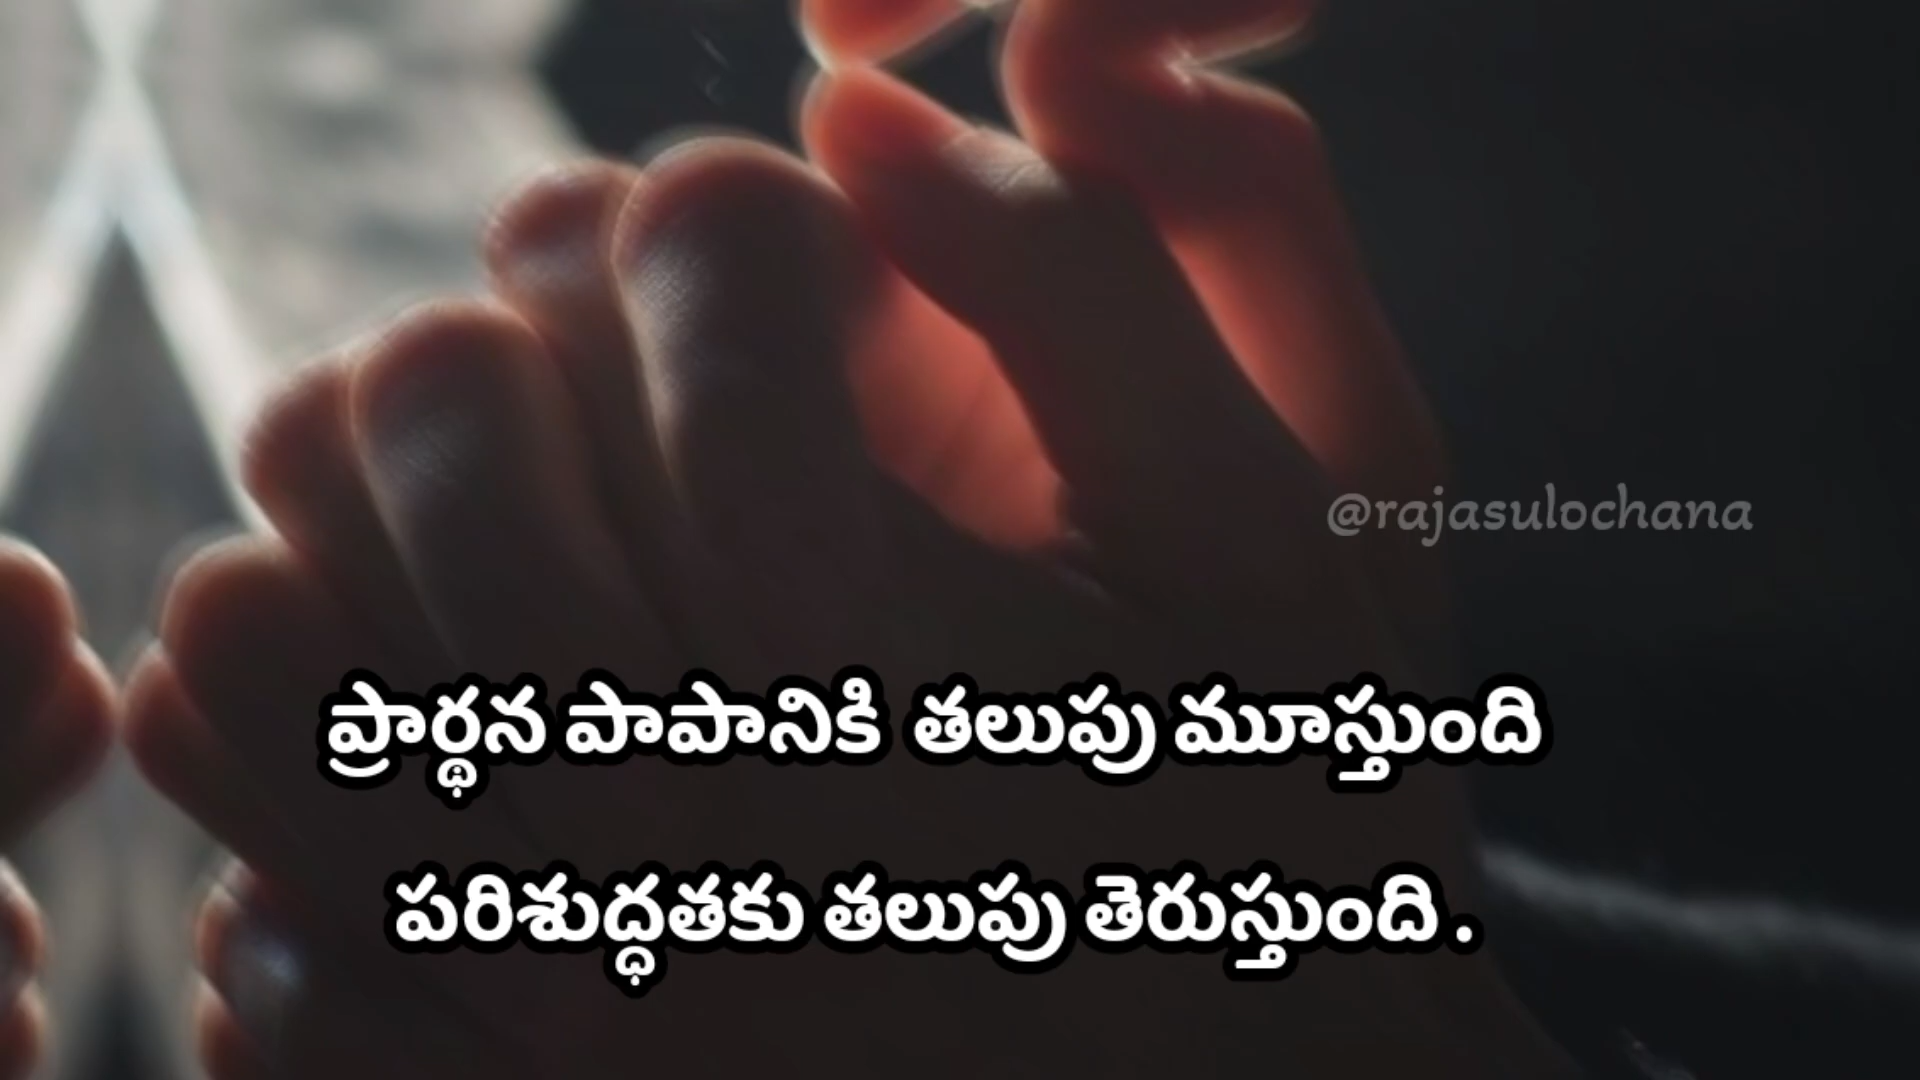 @rajasulochana
ప్రార్థన పాపానికి తలుపు మూస్తుంది
పరిశుద్ధతకు తలుపు తెరుస్తుంది.